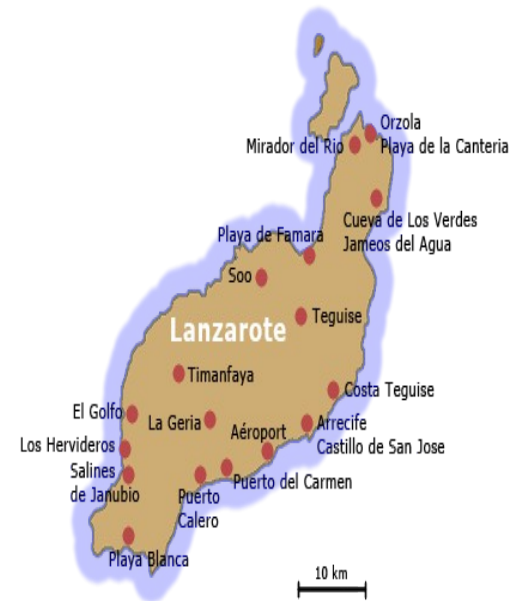 Orzola
Mirador del Rio
Playa de la Canteria
Cueva de Los Verdes
Jameos del Agua
Playa de Famara
Soo
Teguise
Lanzarote
Timanfaya
Costa Teguise
El Golfo
La Geria
Aéroport
Arrecife
Castillo de San Jose
Los Hervideros
Salines
de Janubio
Puerto del Carmen
Puerto
Calero
Playa Blanca
10 km